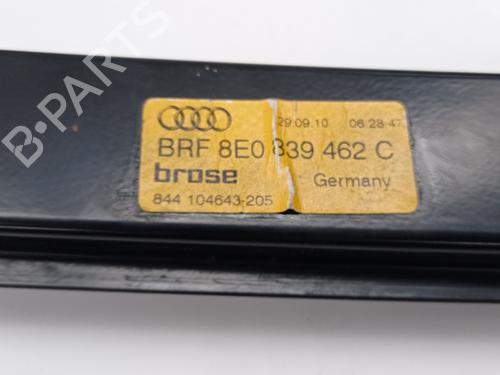 29.09.10 06:28:47
BRF 8E0 839 462 C
brose Germany
844 104643-205
B-PARTS